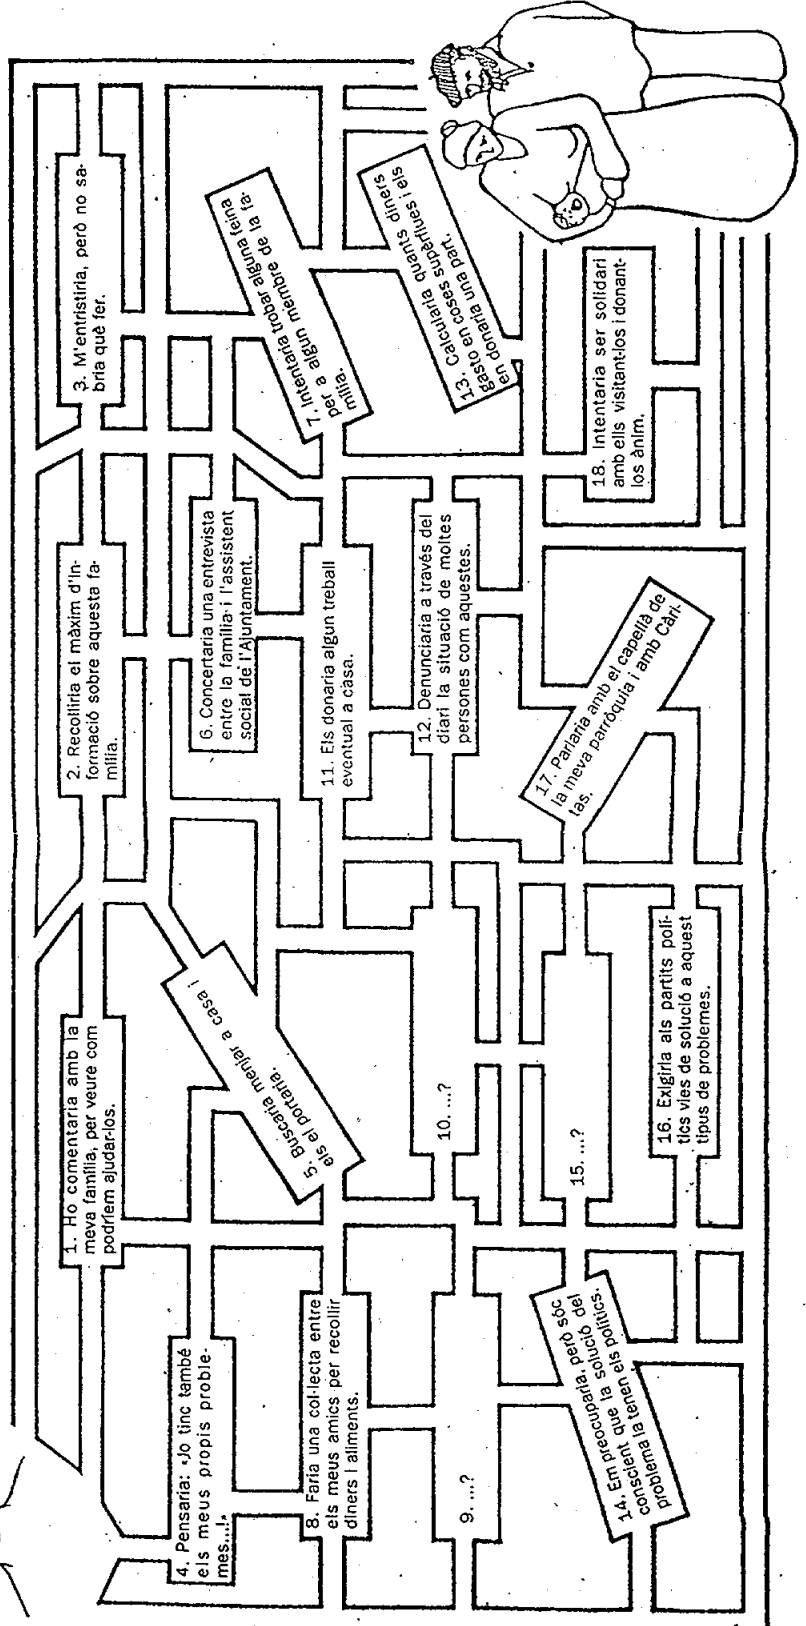 1. Ho comentaria amb la
meva família, per veure com
podríem ajudar-los.
2. Recolliria el màxim d'in-
formació sobre aquesta fa-
mília.
3. M'entristiria, però no sa-
bria què fer.
4. Pensaria: «Jo tinc també
els meus propis proble-
mes...!»
5. Buscaria menjar a casa i
els el portaria.
6. Concertaria una entrevista
entre la família i l'assistent
social de l'Ajuntament.
7. Intentaria trobar alguna feina
per a algun membre de la fa-
mília.
8. Faria una col·lecta entre
els meus amics per recollir
diners i aliments.
9. ...?
10. ...?
11. Els donaria algun treball
eventual a casa.
12. Denunciaria a través del
diari la situació de moltes
persones com aquestes.
13. Calcularia quants diners
gasto en coses supèrflues i els
en donaria una part.
14. Em preocuparia, però sóc
conscient que la solució del
problema la tenen els polítics.
15. ...?
16. Exigiria als partits polí-
tics vies de solució a aquest
tipus de problemes.
17. Parlaria amb el capellà de
la meva parròquia i amb Càri-
tas.
18. Intentaria ser solidari
amb ells visitant-los i donant-
los ànim.